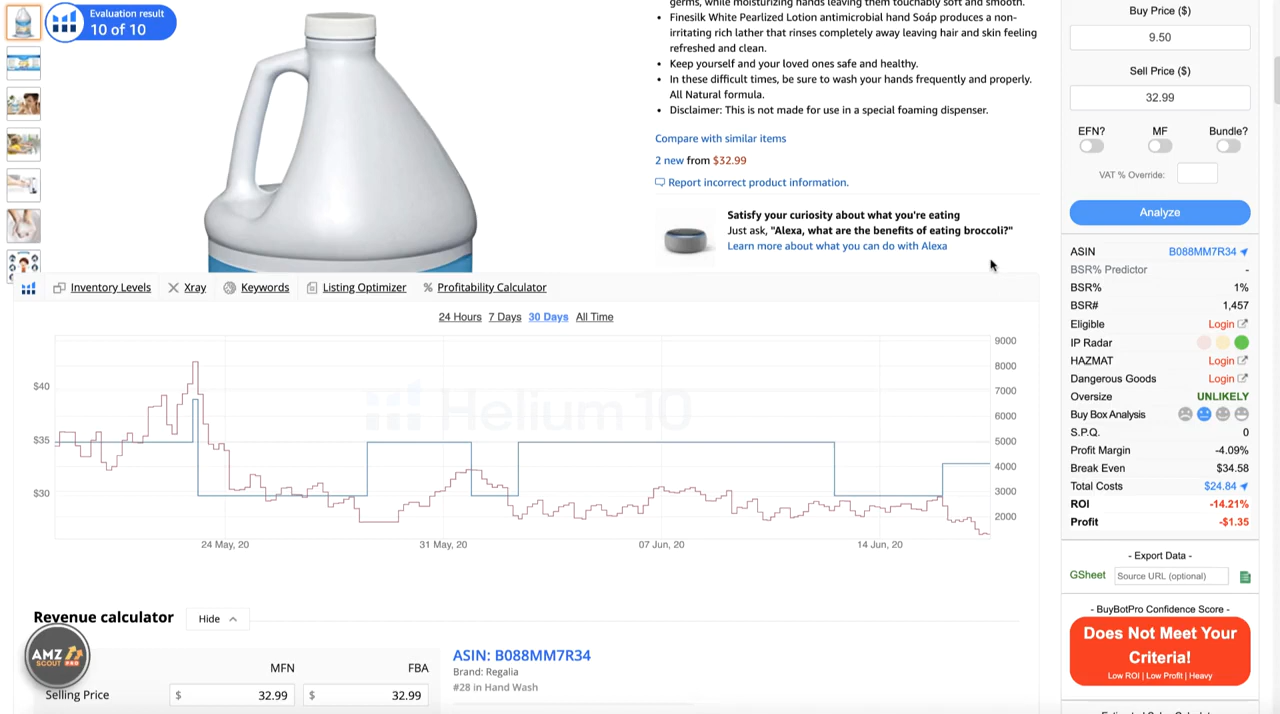 Evaluation result
10 of 10
germs, while moisturizing hands leaving them touchably soft and smooth.
• Finesilk White Pearlized Lotion antimicrobial hand Soáp produces a non-
irritating rich lather that rinses completely away leaving hair and skin feeling
refreshed and clean.
• Keep yourself and your loved ones safe and healthy.
• In these difficult times, be sure to wash your hands frequently and properly.
All Natural formula.
• Disclaimer: This is not made for use in a special foaming dispenser.
Compare with similar items
2 new from $32.99
Report incorrect product information.
Satisfy your curiosity about what you're eating
Just ask, "Alexa, what are the benefits of eating broccoli?"
Learn more about what you can do with Alexa
Inventory Levels Xray Keywords Listing Optimizer % Profitability Calculator
24 Hours 7 Days 30 Days All Time
Helium 10
$40
$35
$30
9000
8000
7000
6000
5000
4000
3000
2000
24 May, 20 31 May, 20 07 Jun, 20 14 Jun, 20
Revenue calculator Hide
AMZ
SCOUT PRO
MFN FBA
Selling Price $ 32.99 $ 32.99
ASIN: B088MM7R34
Brand: Regalia
#28 in Hand Wash
Buy Price ($)
9.50
Sell Price ($)
32.99
EFN? MF Bundle?
VAT % Override:
Analyze
ASIN B088MM7R34
BSR% Predictor -
BSR% 1%
BSR# 1,457
Eligible Login
IP Radar
HAZMAT Login
Dangerous Goods Login
Oversize UNLIKELY
Buy Box Analysis
S.P.Q. 0
Profit Margin -4.09%
Break Even $34.58
Total Costs $24.84
ROI -14.21%
Profit -$1.35
- Export Data -
GSheet Source URL (optional)
- BuyBotPro Confidence Score -
Does Not Meet Your
Criteria!
Low ROI | Low Profit | Heavy